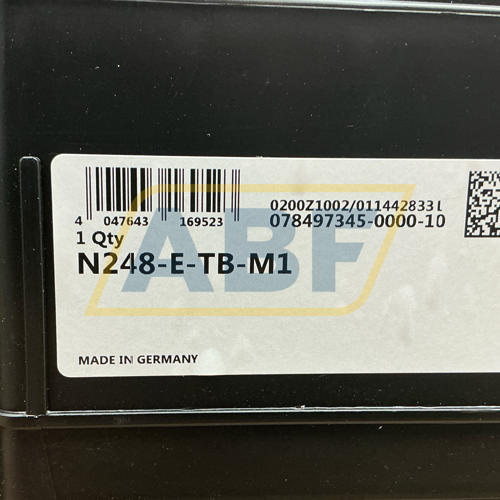 4 047643 169523
0200Z1002/0114428331
078497345-0000-10
1 Qty
N248-E-TB-M1
ABF
MADE IN GERMANY